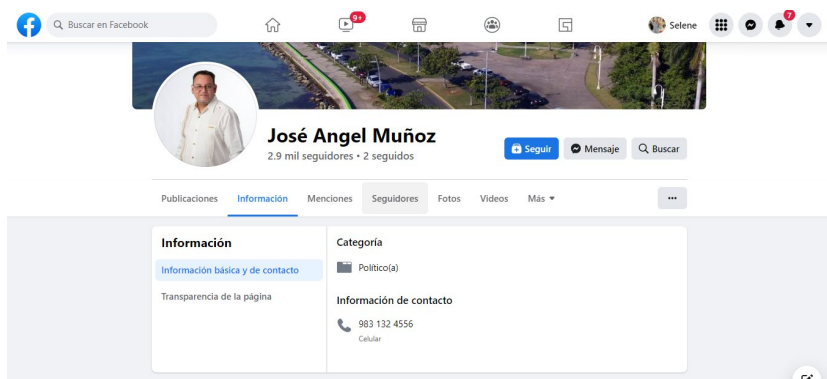 Buscar en Facebook
9+
Selene
7
José Angel Muñoz
2.9 mil seguidores • 2 seguidos
Seguir
Mensaje
Buscar
Publicaciones Información Menciones Seguidores Fotos Videos Más
Información
Información básica y de contacto
Transparencia de la página
Categoría
Político(a)
Información de contacto
983 132 4556
Celular